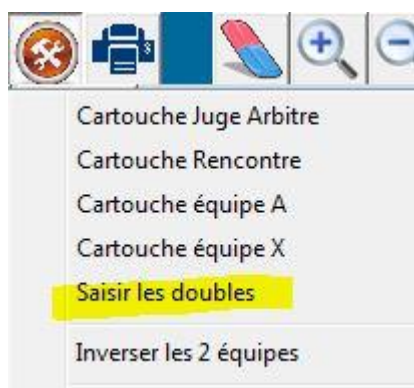 Cartouche Juge Arbitre
Cartouche Rencontre
Cartouche équipe A
Cartouche équipe X
Saisir les doubles
Inverser les 2 équipes